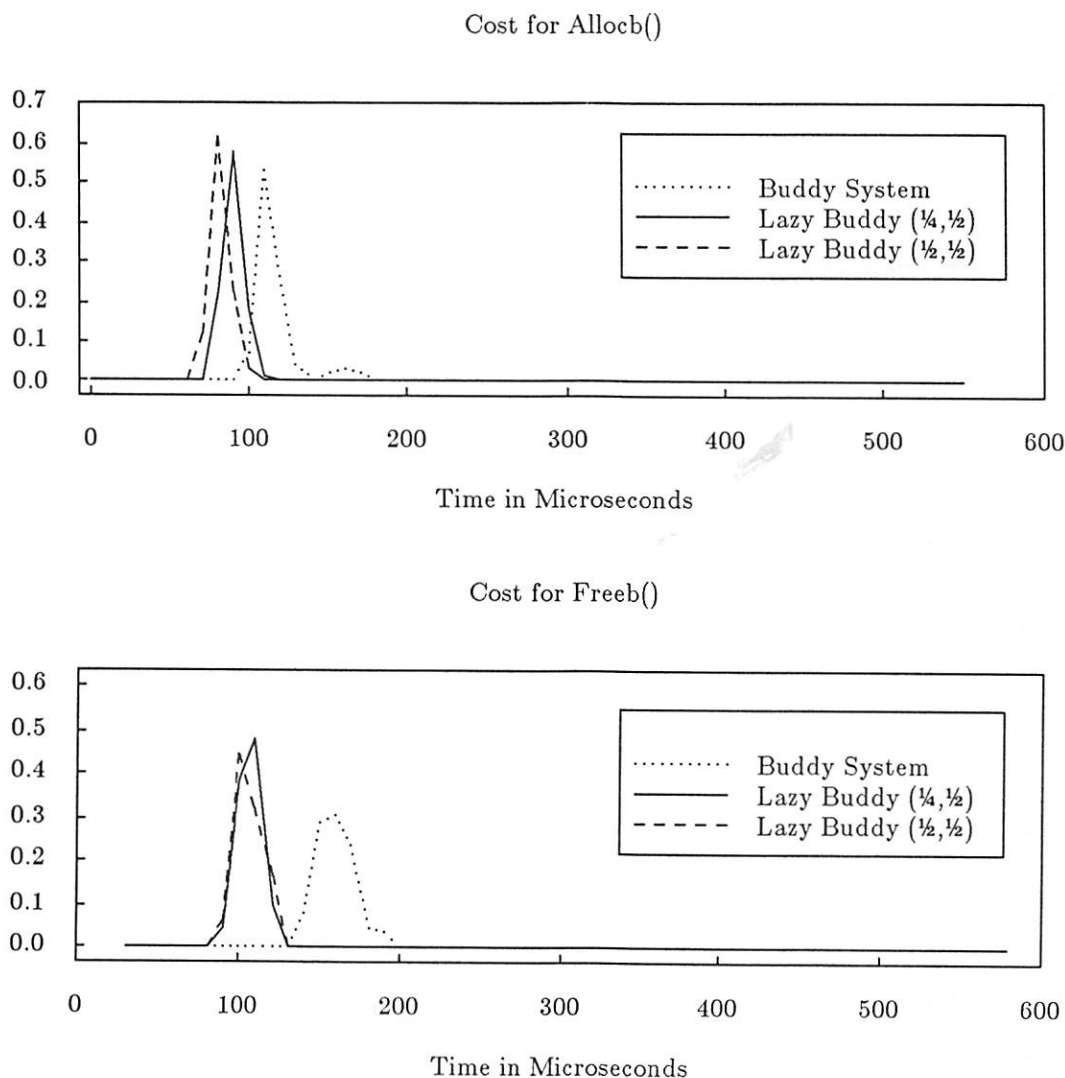 Cost for Allocb()
0.7
0.6
0.5
0.4
0.3
0.2
0.1
0.0
Buddy System
Lazy Buddy (¼,½)
Lazy Buddy (½,½)
0 100 200 300 400 500 600
Time in Microseconds
Cost for Freeb()
0.6
0.5
0.4
0.3
0.2
0.1
0.0
Buddy System
Lazy Buddy (¼,½)
Lazy Buddy (½,½)
0 100 200 300 400 500 600
Time in Microseconds